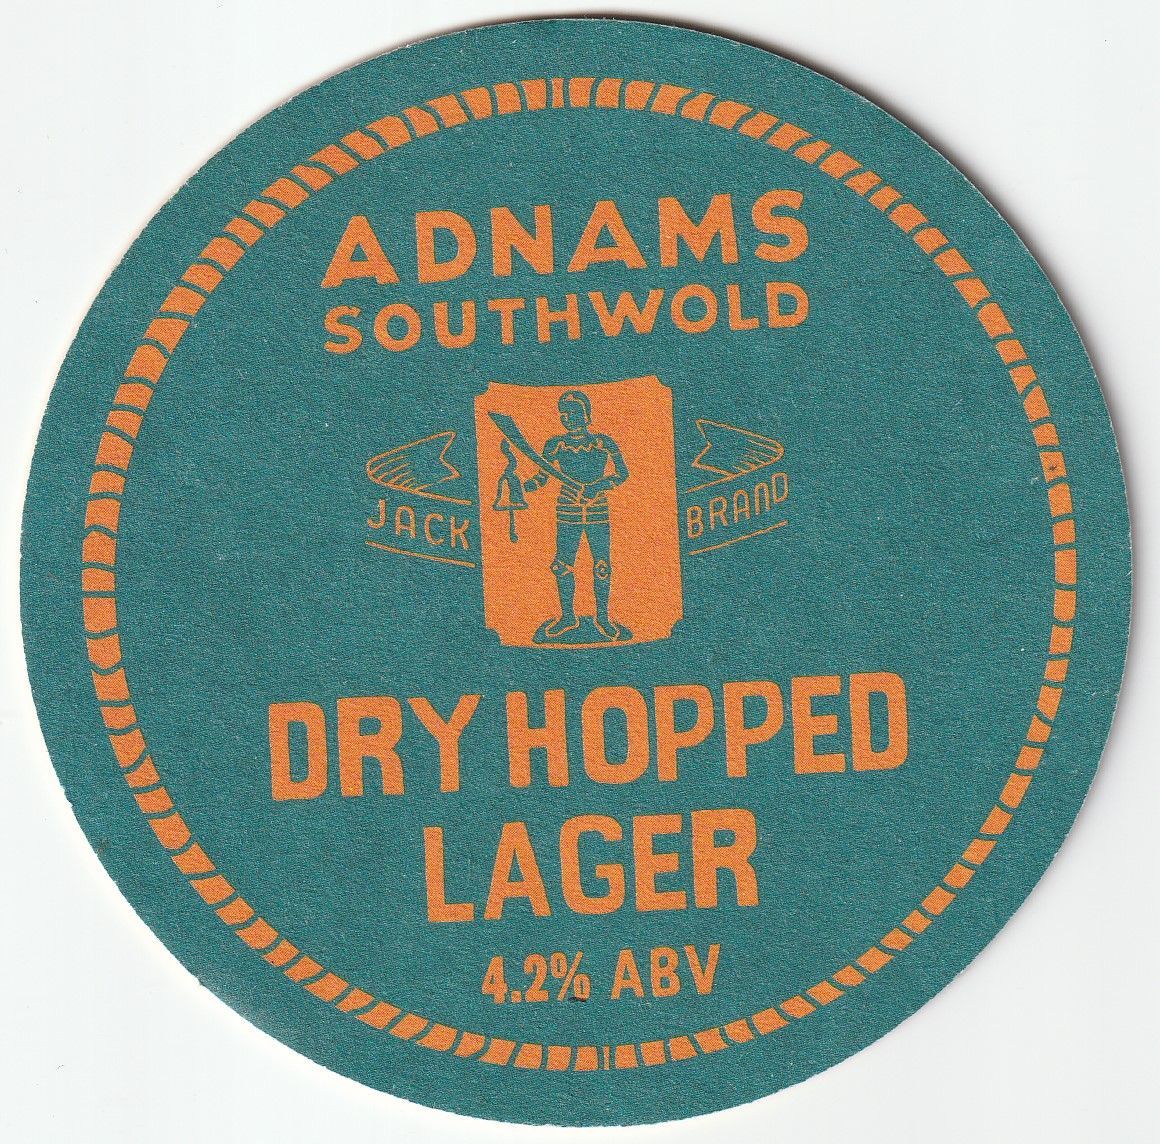 ADNAMS
SOUTHWOLD
JACK BRAND
DRY HOPPED
LAGER
4.2% ABV